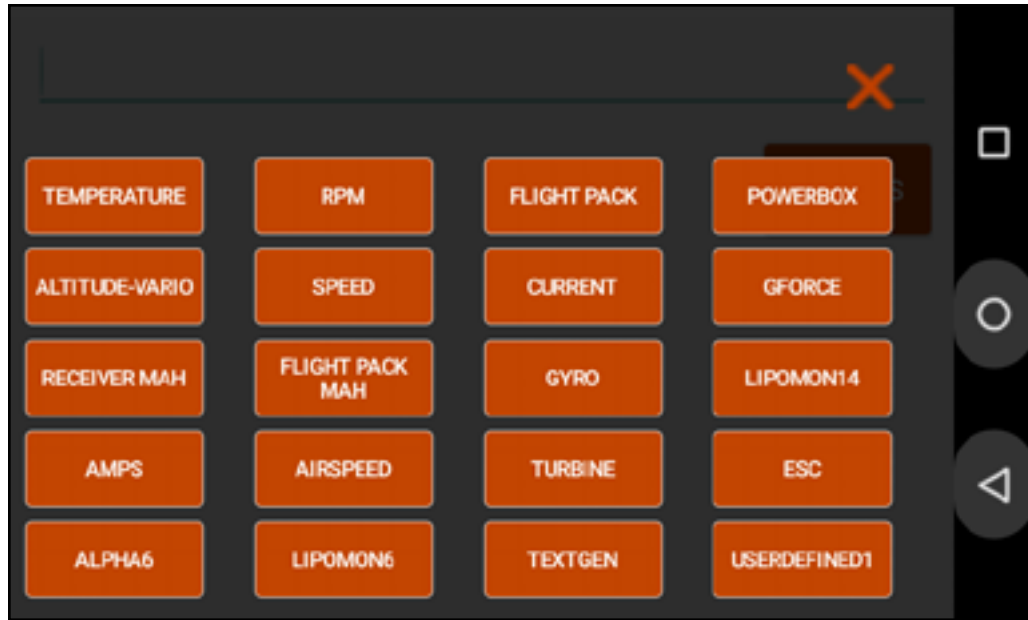 TEMPERATURE
RPM
FLIGHT PACK
POWERBOX
S
ALTITUDE-VARIO
SPEED
CURRENT
GFORCE
RECEIVER MAH
FLIGHT PACK
MAH
GYRO
LIPOMON14
AMPS
AIRSPEED
TURBINE
ESC
ALPHA6
LIPOMON6
TEXTGEN
USERDEFINED1